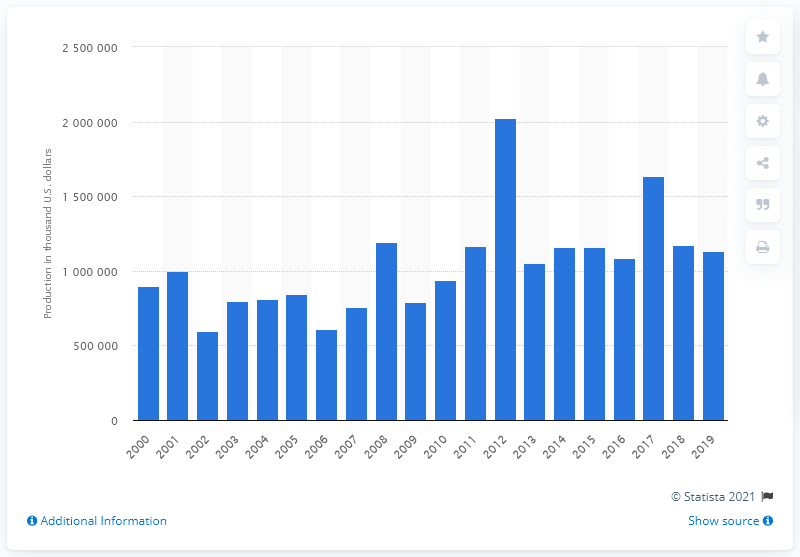 2 500 000
2 000 000
1 500 000
1 000 000
500 000
0
Production in thousand U.S. dollars
2000 2001 2002 2003 2004 2005 2006 2007 2008 2009 2010 2011 2012 2013 2014 2015 2016 2017 2018 2019
© Statista 2021
Additional Information
Show source